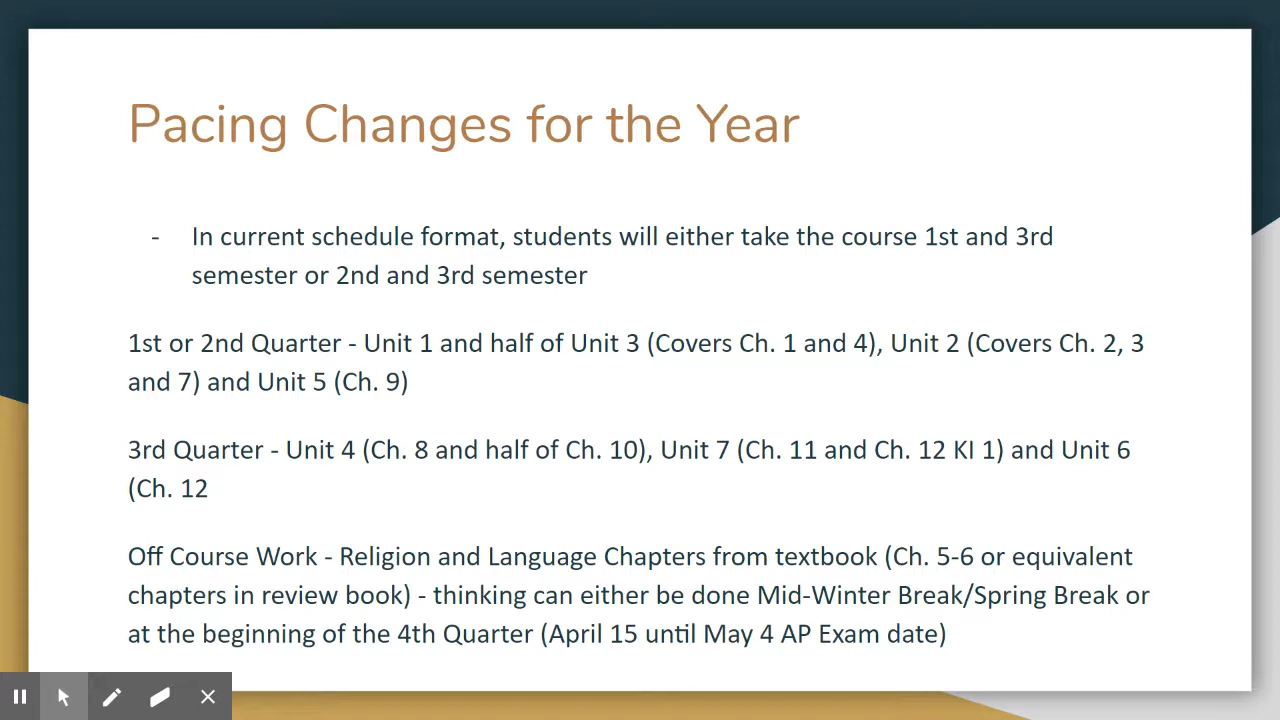 Pacing Changes for the Year
- In current schedule format, students will either take the course 1st and 3rd
semester or 2nd and 3rd semester
1st or 2nd Quarter - Unit 1 and half of Unit 3 (Covers Ch. 1 and 4), Unit 2 (Covers Ch. 2, 3
and 7) and Unit 5 (Ch. 9)
3rd Quarter - Unit 4 (Ch. 8 and half of Ch. 10), Unit 7 (Ch. 11 and Ch. 12 KI 1) and Unit 6
(Ch. 12
Off Course Work - Religion and Language Chapters from textbook (Ch. 5-6 or equivalent
chapters in review book) - thinking can either be done Mid-Winter Break/Spring Break or
at the beginning of the 4th Quarter (April 15 until May 4 AP Exam date)